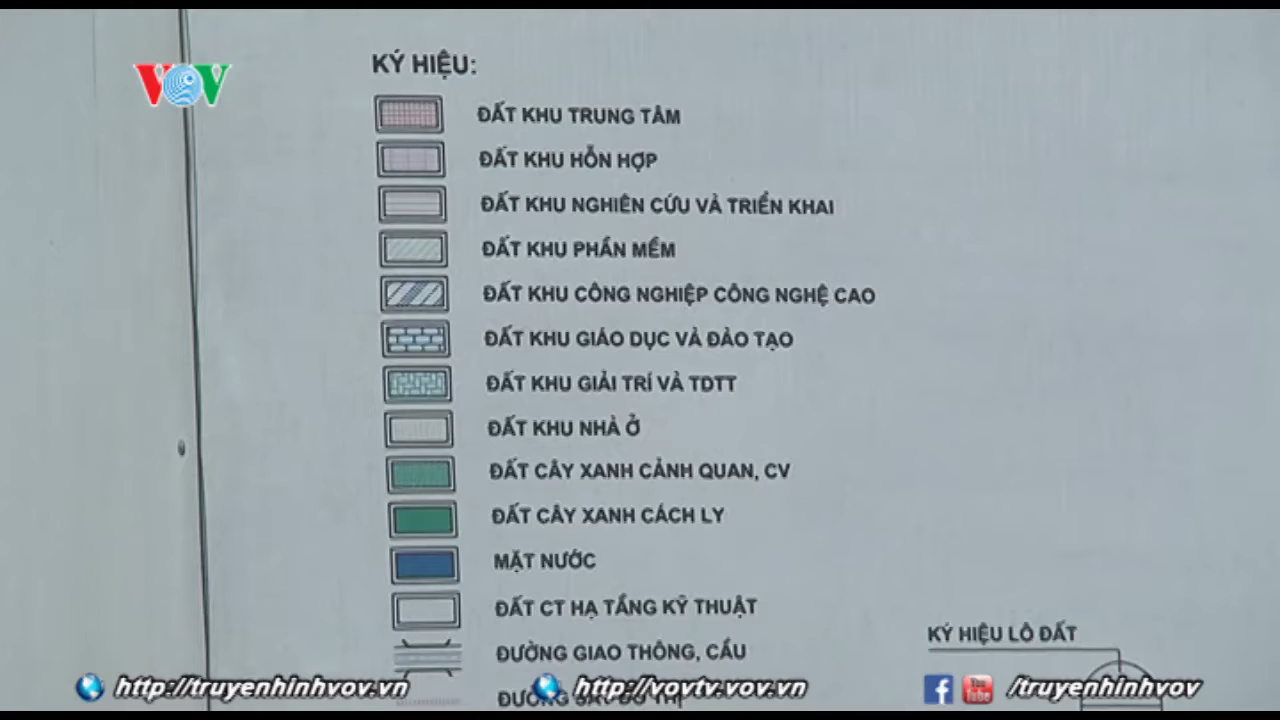 VOV
KÝ HIỆU:
ĐẤT KHU TRUNG TÂM
ĐẤT KHU HỖN HỢP
ĐẤT KHU NGHIÊN CỨU VÀ TRIỂN KHAI
ĐẤT KHU PHẦN MỀM
ĐẤT KHU CÔNG NGHIỆP CÔNG NGHỆ CAO
ĐẤT KHU GIÁO DỤC VÀ ĐÀO TẠO
ĐẤT KHU GIẢI TRÍ VÀ TDTT
ĐẤT KHU NHÀ Ở
ĐẤT CÂY XANH CẢNH QUAN, CV
ĐẤT CÂY XANH CÁCH LY
MẶT NƯỚC
ĐẤT CT HẠ TẦNG KỸ THUẬT
KÝ HIỆU LÔ ĐẤT
ĐƯỜNG GIAO THÔNG, CẦU
http://truyenhinhvov.vn
http://vovtv.vov.vn
You Tube
/truyenhinhvov
ĐƯỜNG